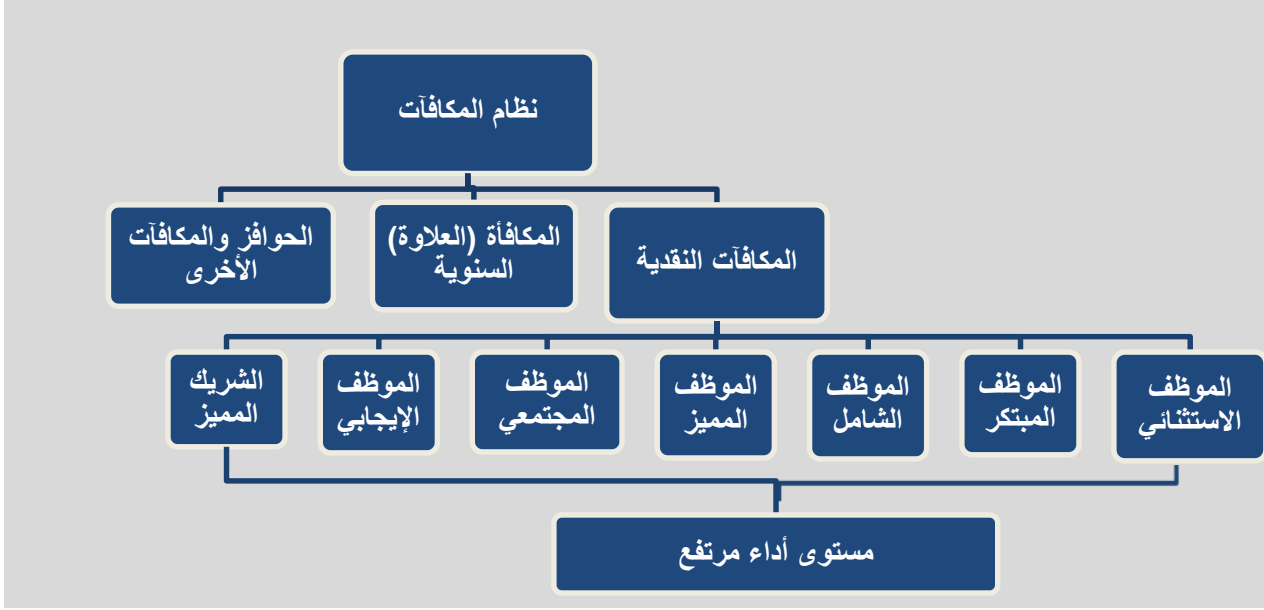 نظام المكافآت
المكافآت النقدية
المكافأة (العلاوة)
السنوية
الحوافز والمكافآت
الأخرى
الموظف
الاستثنائي
الموظف
المبتكر
الموظف
الشامل
الموظف
المميز
الموظف
المجتمعي
الموظف
الإيجابي
الشريك
المميز
مستوى أداء مرتفع